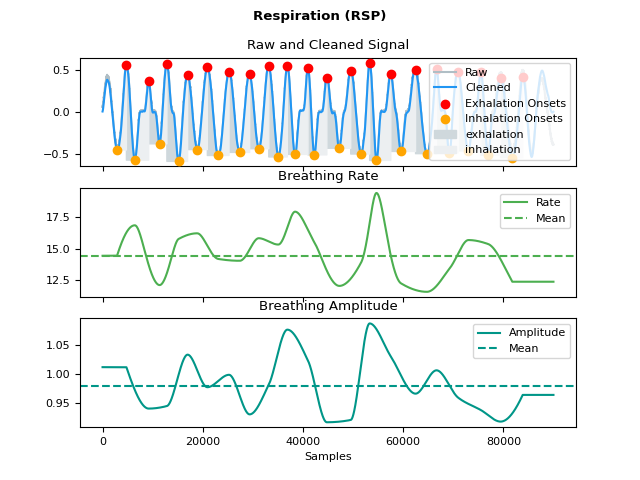 Respiration (RSP)
Raw and Cleaned Signal
0.5
0.0
−0.5
Raw
Cleaned
Exhalation Onsets
Inhalation Onsets
exhalation
inhalation
Breathing Rate
17.5
15.0
12.5
Rate
Mean
Breathing Amplitude
1.05
1.00
0.95
Amplitude
Mean
0 20000 40000 60000 80000
Samples